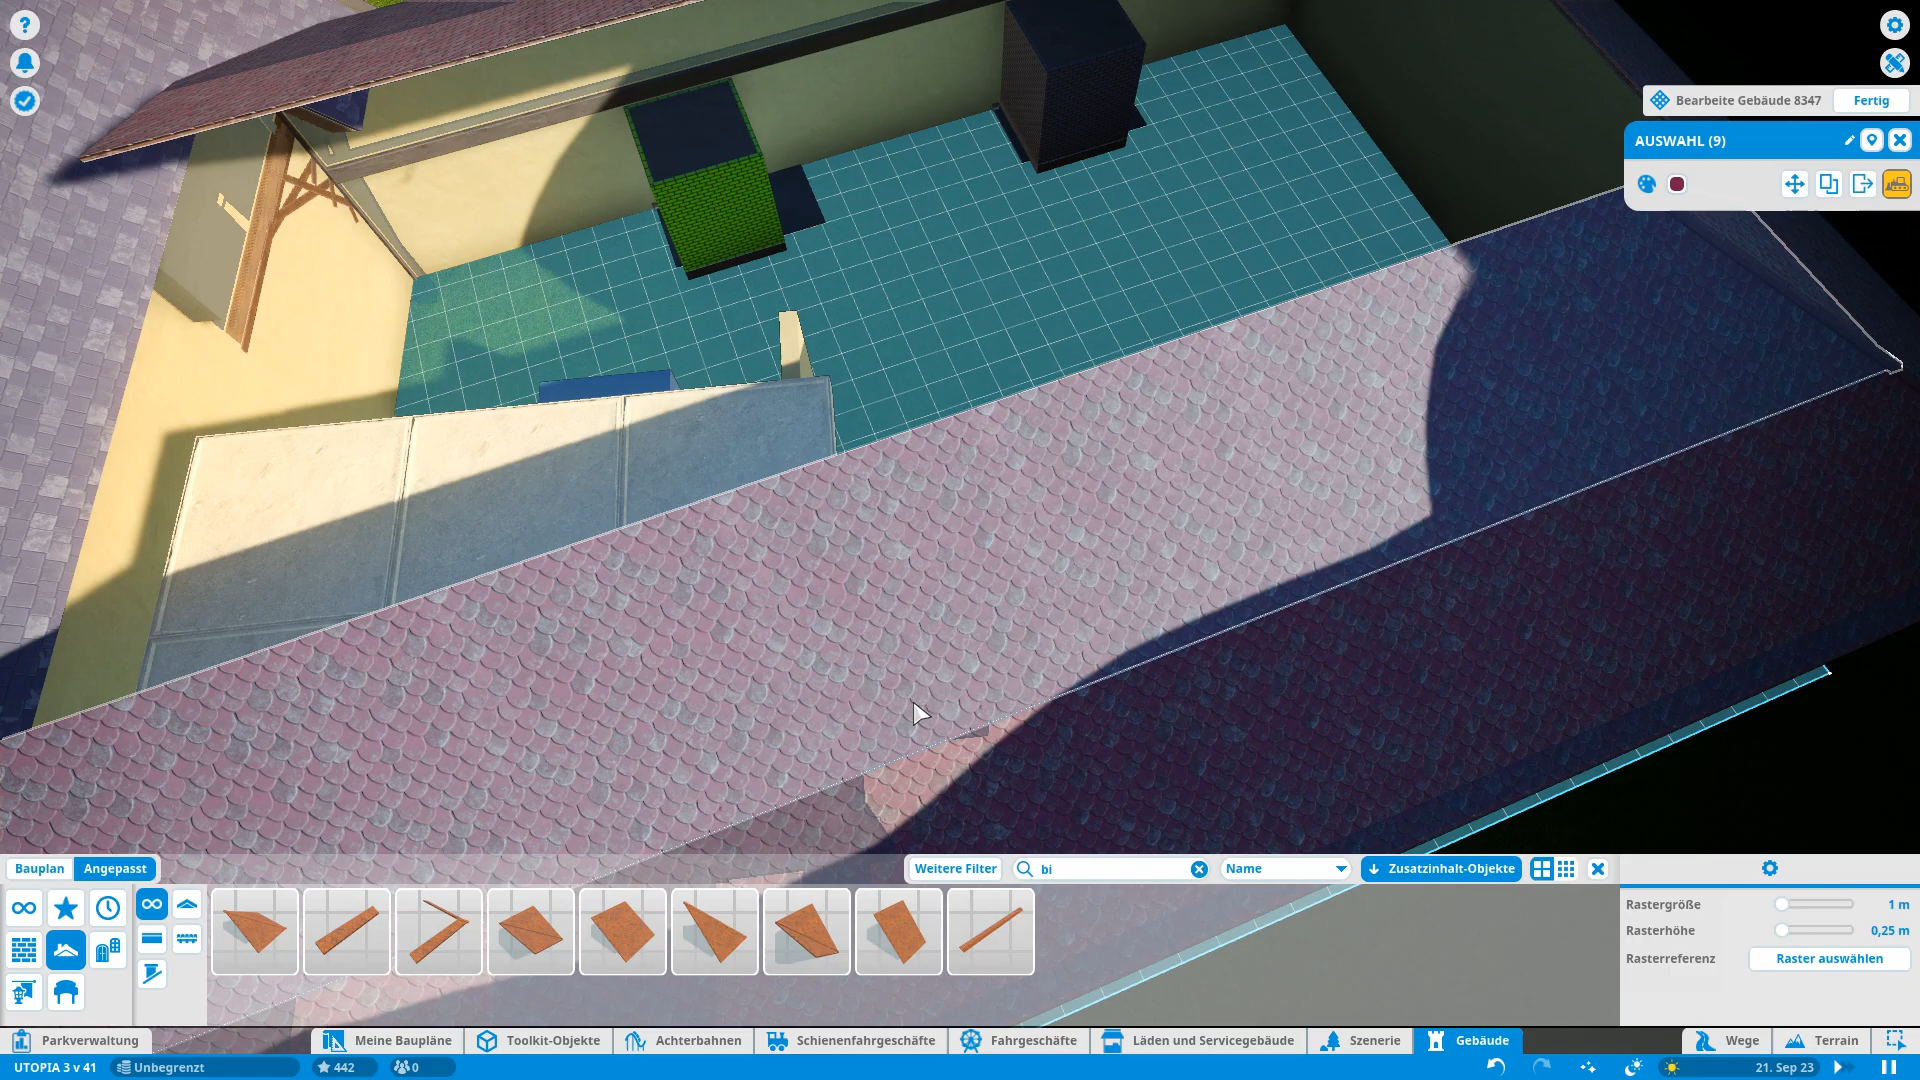 ?
Bearbeite Gebäude 8347
Fertig
AUSWAHL (9)
Bauplan
Angepasst
Weitere Filter
bi
Name
Zusatzinhalt-Objekte
Rastergröße
1 m
Rasterhöhe
0,25 m
Rasterreferenz
Raster auswählen
Parkverwaltung
Meine Baupläne
Toolkit-Objekte
Achterbahnen
Schienenfahrgeschäfte
Fahrgeschäfte
Läden und Servicegebäude
Szenerie
Gebäude
Wege
Terrain
UTOPIA 3 v 41
Unbegrenzt
442
0
21. Sep 23